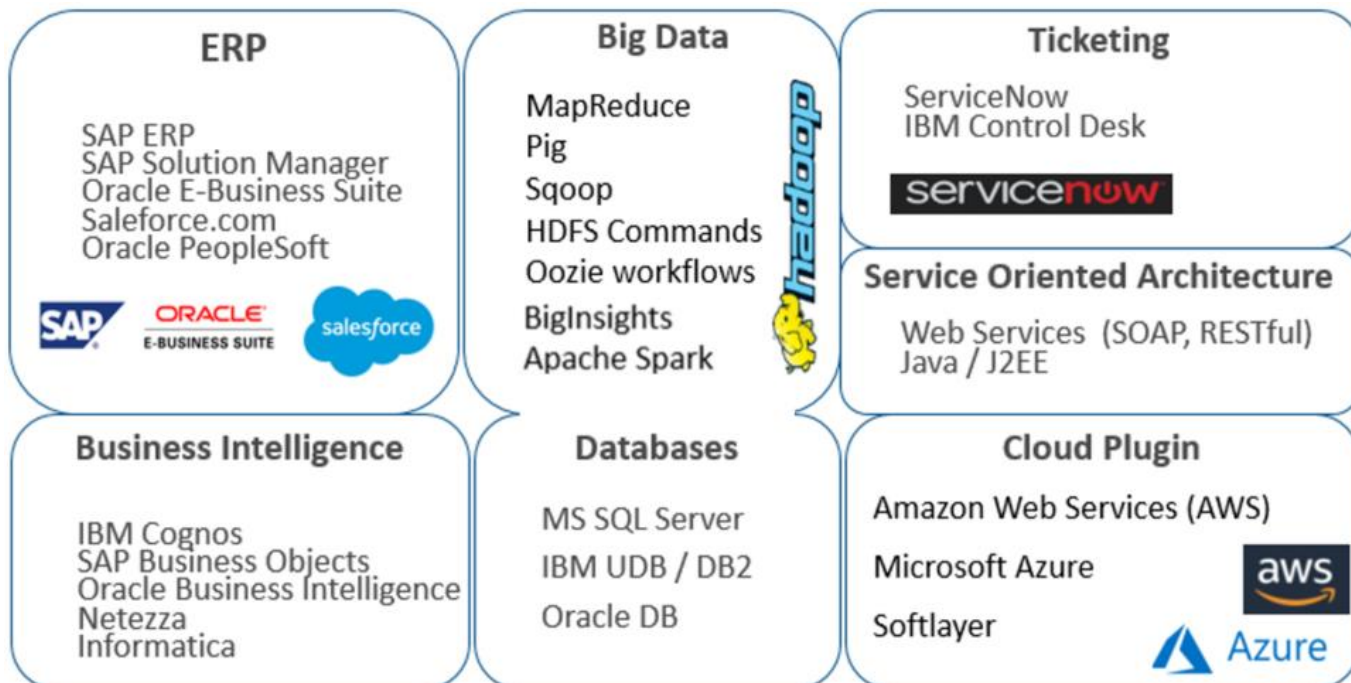 ERP
SAP ERP
SAP Solution Manager
Oracle E-Business Suite
Saleforce.com
Oracle PeopleSoft
SAP
ORACLE
E-BUSINESS SUITE
salesforce
Big Data
MapReduce
Pig
Sqoop
HDFS Commands
Oozie workflows
BigInsights
Apache Spark
hadoop
Ticketing
ServiceNow
IBM Control Desk
servicenow
Service Oriented Architecture
Web Services (SOAP, RESTful)
Java / J2EE
Business Intelligence
IBM Cognos
SAP Business Objects
Oracle Business Intelligence
Netezza
Informatica
Databases
MS SQL Server
IBM UDB / DB2
Oracle DB
Cloud Plugin
Amazon Web Services (AWS)
Microsoft Azure
Softlayer
aws
Azure